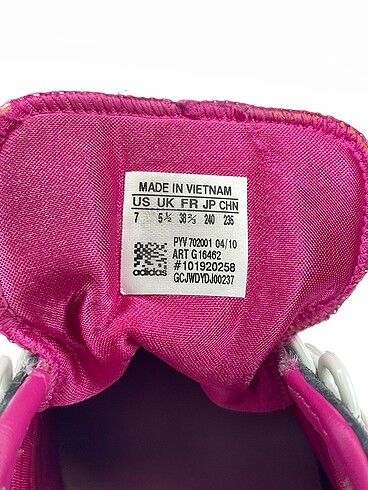 MADE IN VIETNAM
US UK FR JP CHN
7 5½ 38⅔ 240 235
PYV 702001 04/10
ART G16462
#101920258
GCJWDYDJ00237
adidas